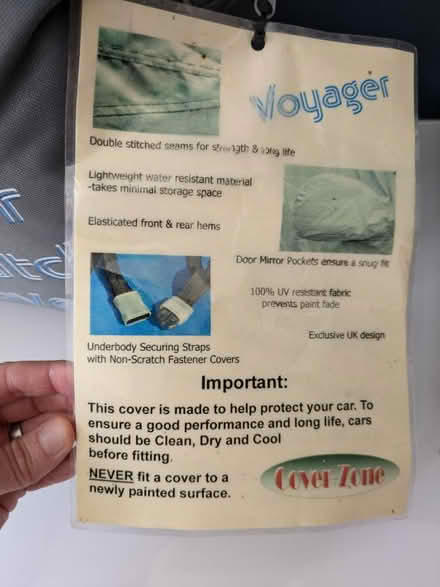 Voyager
Double stitched seams for strength & long life
Lightweight water resistant material
-takes minimal storage space
Elasticated front & rear hems
Door Mirror Pockets ensure a snug fit
100% UV resistant fabric
prevents paint fade
Exclusive UK design
Underbody Securing Straps
with Non-Scratch Fastener Covers
Important:
This cover is made to help protect your car. To
ensure a good performance and long life, cars
should be Clean, Dry and Cool
before fitting.
NEVER fit a cover to a
newly painted surface.
Cover Zone